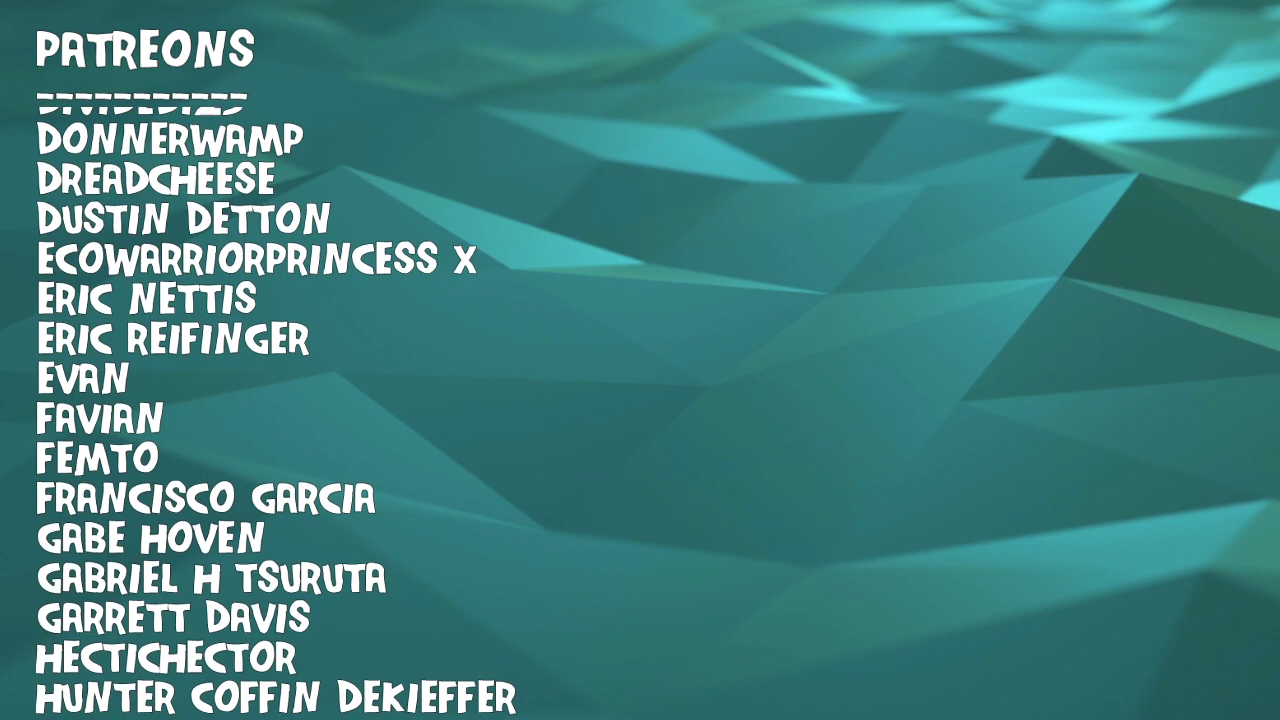 PATREONS
DONNERWAMP
DREADCHEESE
DUSTIN DETTON
ECOWARRIORPRINCESS X
ERIC NETTIS
ERIC REIFINGER
EVAN
FAVIAN
FEMTO
FRANCISCO GARCIA
GABE HOVEN
GABRIEL H TSURUTA
GARRETT DAVIS
HECTICHECTOR
HUNTER COFFIN DEKIEFFER